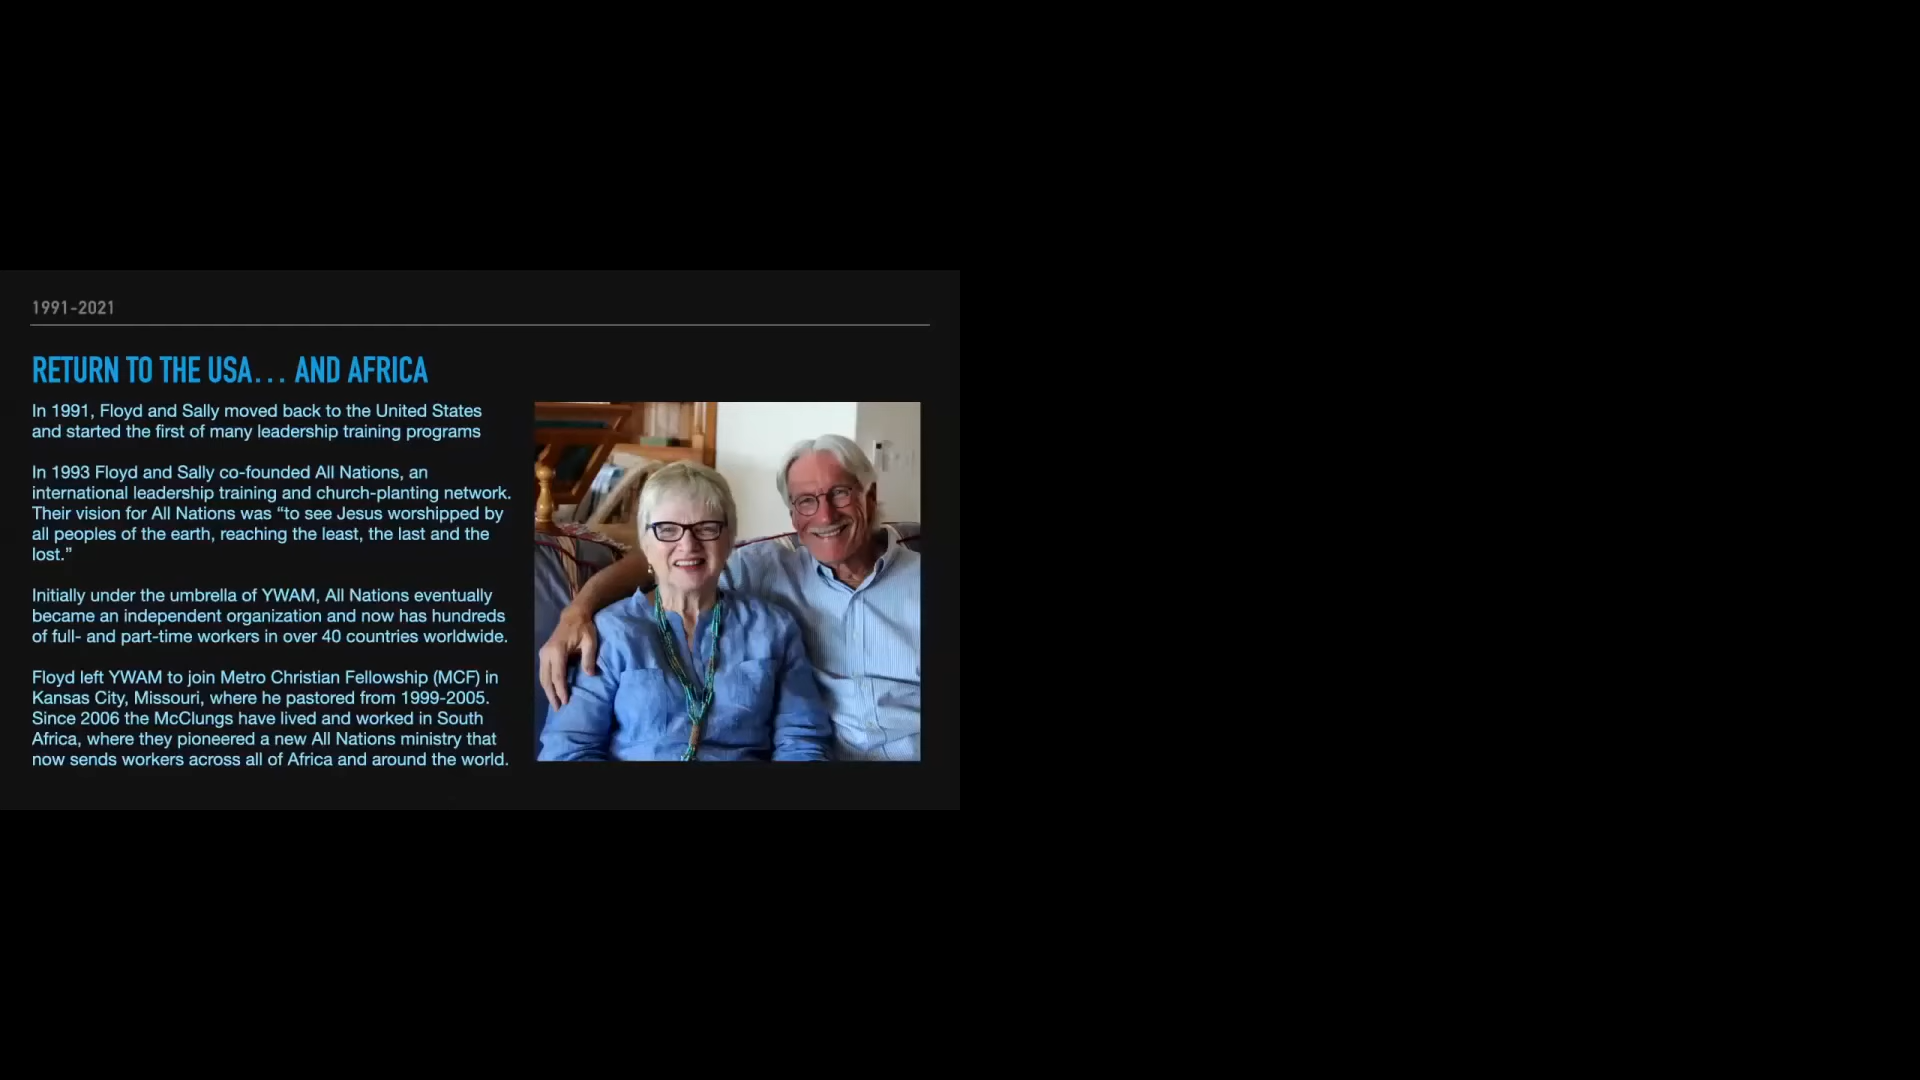 1991-2021
RETURN TO THE USA... AND AFRICA
In 1991, Floyd and Sally moved back to the United States
and started the first of many leadership training programs
In 1993 Floyd and Sally co-founded All Nations, an
international leadership training and church-planting network.
Their vision for All Nations was “to see Jesus worshipped by
all peoples of the earth, reaching the least, the last and the
lost.”
Initially under the umbrella of YWAM, All Nations eventually
became an independent organization and now has hundreds
of full- and part-time workers in over 40 countries worldwide.
Floyd left YWAM to join Metro Christian Fellowship (MCF) in
Kansas City, Missouri, where he pastored from 1999-2005.
Since 2006 the McClungs have lived and worked in South
Africa, where they pioneered a new All Nations ministry that
now sends workers across all of Africa and around the world.